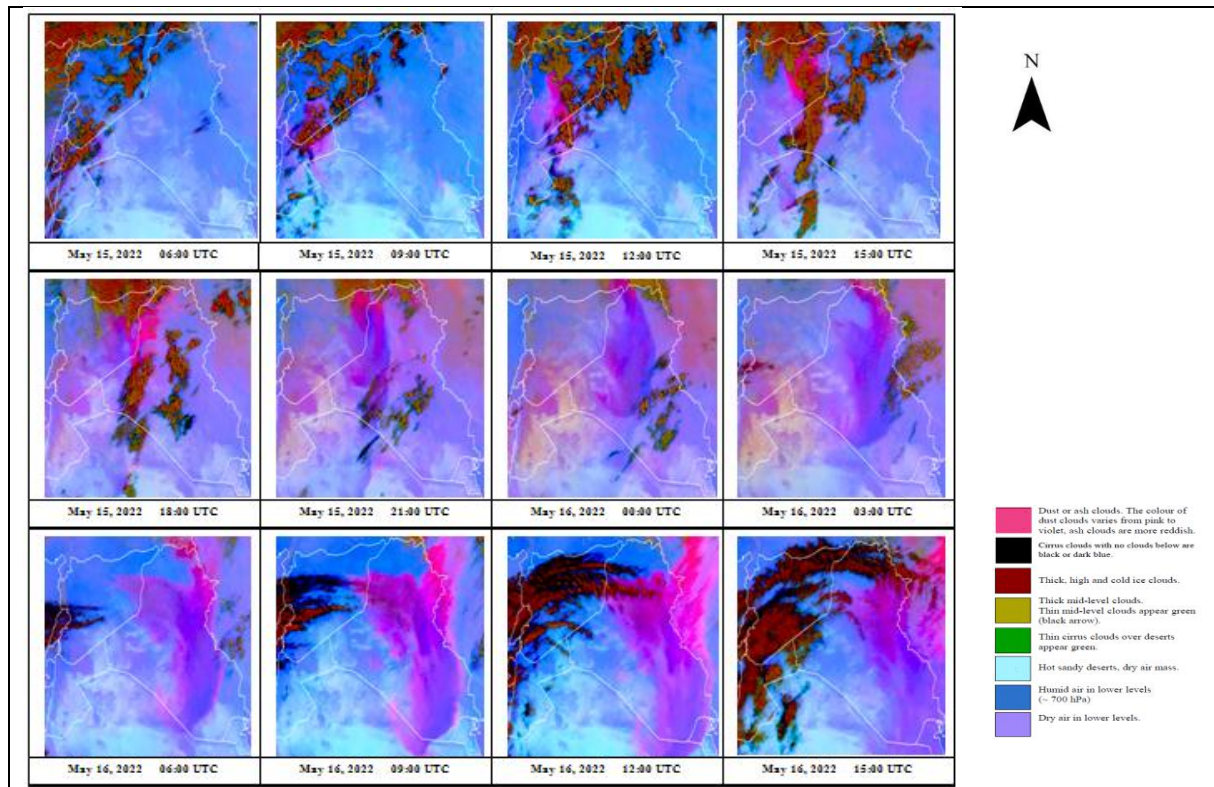 N
May 15, 2022 06:00 UTC
May 15, 2022 09:00 UTC
May 15, 2022 12:00 UTC
May 15, 2022 15:00 UTC
May 15, 2022 18:00 UTC
May 15, 2022 21:00 UTC
May 16, 2022 00:00 UTC
May 16, 2022 03:00 UTC
May 16, 2022 06:00 UTC
May 16, 2022 09:00 UTC
May 16, 2022 12:00 UTC
May 16, 2022 15:00 UTC
Dust or ash clouds. The colour of
dust clouds varies from pink to
violet, ash clouds are more reddish.
Cirrus clouds with no clouds below are
black or dark blue.
Thick, high and cold ice clouds.
Thick mid-level clouds.
Thin mid-level clouds appear green
(black arrow).
Thin cirrus clouds over deserts
appear green.
Hot sandy deserts, dry air mass.
Humid air in lower levels
(~ 700 hPa)
Dry air in lower levels.